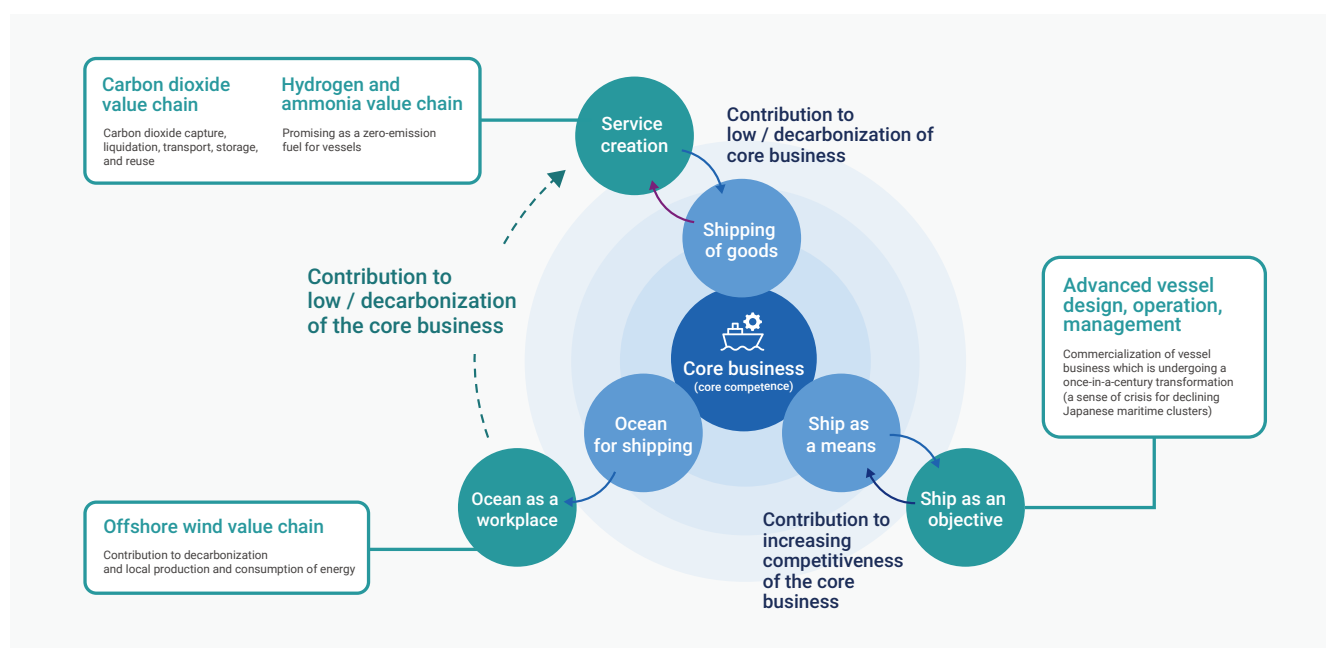 Carbon dioxide
value chain
Carbon dioxide capture,
liquidation, transport, storage,
and reuse
Hydrogen and
ammonia value chain
Promising as a zero-emission
fuel for vessels
Service
creation
Contribution to
low / decarbonization of
core business
Shipping
of goods
Contribution to
low / decarbonization
of the core business
Core business
(core competence)
Advanced vessel
design, operation,
management
Commercialization of vessel
business which is undergoing a
once-in-a-century transformation
(a sense of crisis for declining
Japanese maritime clusters)
Ocean
for shipping
Ship as
a means
Ocean as a
workplace
Ship as an
objective
Offshore wind value chain
Contribution to decarbonization
and local production and consumption of energy
Contribution to
increasing
competitiveness
of the core
business